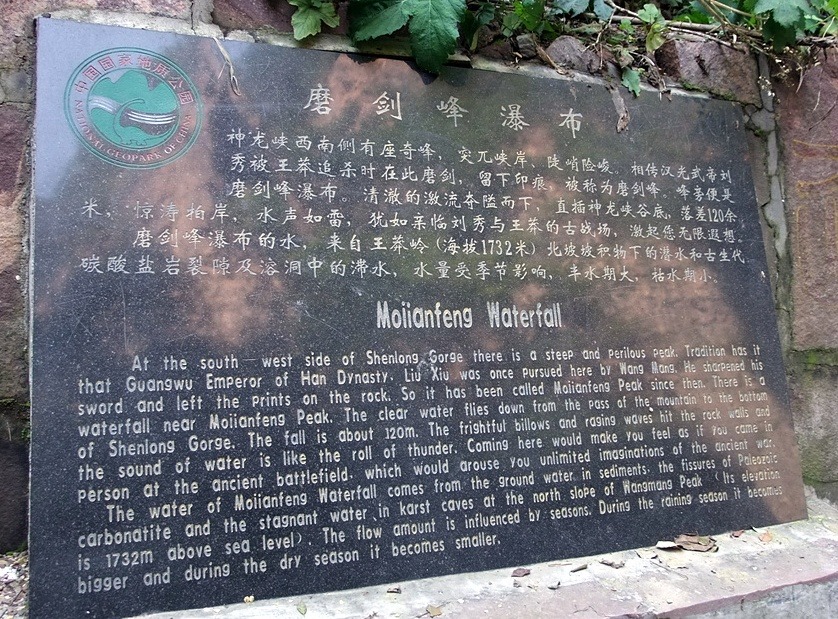 中国国家地质公园
NATIONAL GEOPARK OF CHINA
磨剑峰瀑布
神龙峡西南侧有座奇峰，突兀峡岸、陡峭险峻。相传汉光武帝刘
秀被王莽追杀时在此磨剑，留下印痕，被称为磨剑峰。峰旁便是
磨剑峰瀑布。清澈的激流夺隘而下，直插神龙峡谷底，落差120余
米，惊涛拍岸，水声如雷，犹如亲临刘秀与王莽的古战场，激起您无限遐想。
磨剑峰瀑布的水，来自王莽岭(海拔1732米)北坡坡积物下的潜水和古生代
碳酸盐岩裂隙及溶洞中的滞水，水量受季节影响，丰水期大，枯水期小。
Mojianfeng Waterfall
At the south-west side of Shenlong Gorge there is a steep and perilous peak. Tradition has it
that Guangwu Emperor of Han Dynasty, Liu Xiu was once pursued here by Wang Mang. He sharpened his
sword and left the prints on the rock. So it has been called Mojianfeng Peak since then. There is a
waterfall near Mojianfeng Peak. The clear water flies down from the pass of the mountain to the bottom
of Shenlong Gorge. The fall is about 120m. The frightful billows and raging waves hit the rock walls and
the sound of water is like the roll of thunder. Coming here would make you feel as if you came in
person at the ancient battlefield, which would arouse you unlimited imaginations of the ancient war.
The water of Mojianfeng Waterfall comes from the ground water in sediments, the fissures of Paleozoic
carbonatite and the stagnant water in karst caves at the north slope of Wangmang Peak (Its elevation
is 1732m above sea level). The flow amount is influenced by seasons. During the raining season it becomes
bigger and during the dry season it becomes smaller.